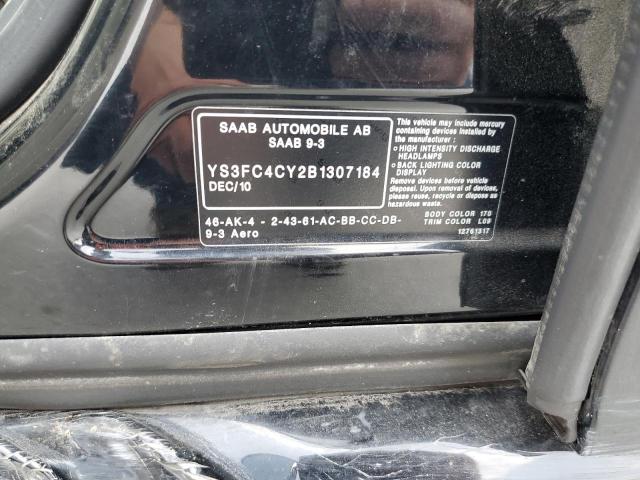 SAAB AUTOMOBILE AB
SAAB 9-3
YS3FC4CY2B1307184
DEC/10
46-AK-4 - 2-43-61-AC-BB-CC-DB-
9-3 Aero
This vehicle may include mercury
containing devices installed by
the manufacturer:
• HIGH INTENSITY DISCHARGE
HEADLAMPS
• BACK LIGHTING COLOR
DISPLAY
Remove devices before vehicle
disposal. Upon removal of devices,
please reuse, recycle or dispose as
hazardous waste.
BODY COLOR 170
TRIM COLOR L09
12761317